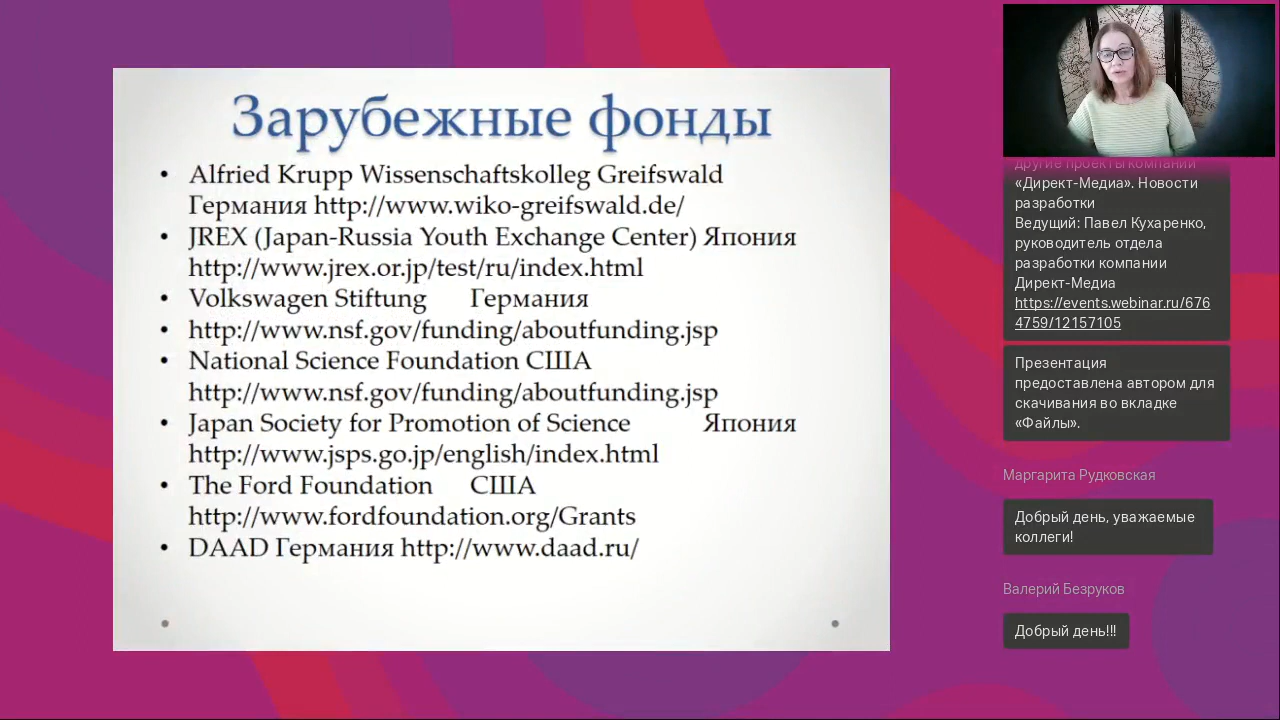 Зарубежные фонды
• Alfried Krupp Wissenschaftskolleg Greifswald
Германия http://www.wiko-greifswald.de/
• JREX (Japan-Russia Youth Exchange Center) Япония
http://www.jrex.or.jp/test/ru/index.html
• Volkswagen Stiftung Германия
• http://www.nsf.gov/funding/aboutfunding.jsp
• National Science Foundation США
http://www.nsf.gov/funding/aboutfunding.jsp
• Japan Society for Promotion of Science Япония
http://www.jsps.go.jp/english/index.html
• The Ford Foundation США
http://www.fordfoundation.org/Grants
• DAAD Германия http://www.daad.ru/
другие проекты компании
«Директ-Медиа». Новости
разработки
Ведущий: Павел Кухаренко,
руководитель отдела
разработки компании
Директ-Медиа
https://events.webinar.ru/676
4759/12157105
Презентация
предоставлена автором для
скачивания во вкладке
«Файлы».
Маргарита Рудковская
Добрый день, уважаемые
коллеги!
Валерий Безруков
Добрый день!!!